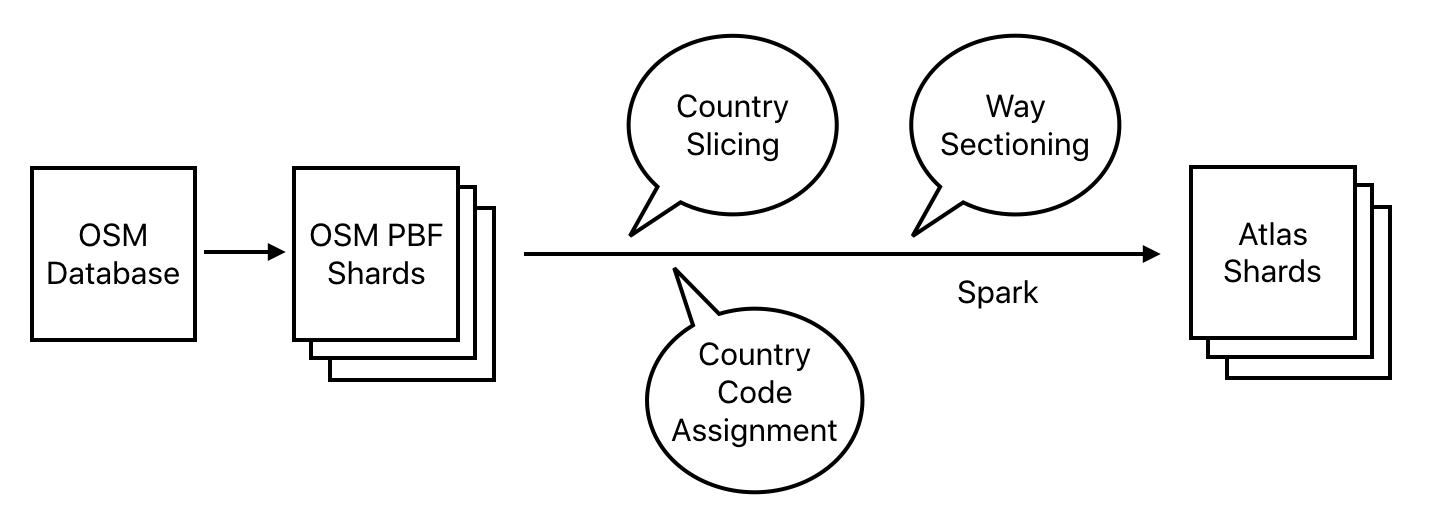 OSM
Database
OSM PBF
Shards
Country
Slicing
Way
Sectioning
Spark
Country
Code
Assignment
Atlas
Shards